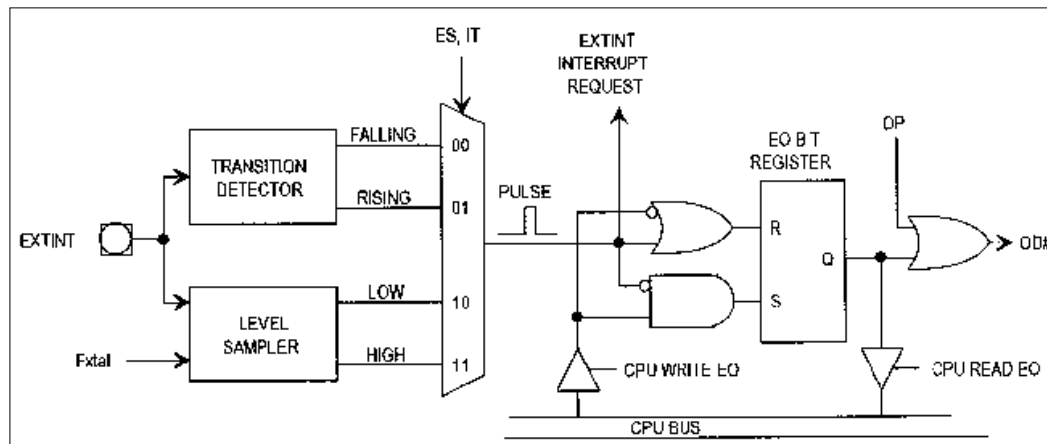 ES, IT
EXTINT
INTERRUPT
REQUEST
EO B T
REGISTER
OP
FALLING
00
TRANSITION
DETECTOR
RISING
01
PULSE
EXTINT
R
Q
S
LOW
10
LEVEL
SAMPLER
HIGH
11
Fxtal
CPU WRITE EO
CPU READ EO
CPU BUS